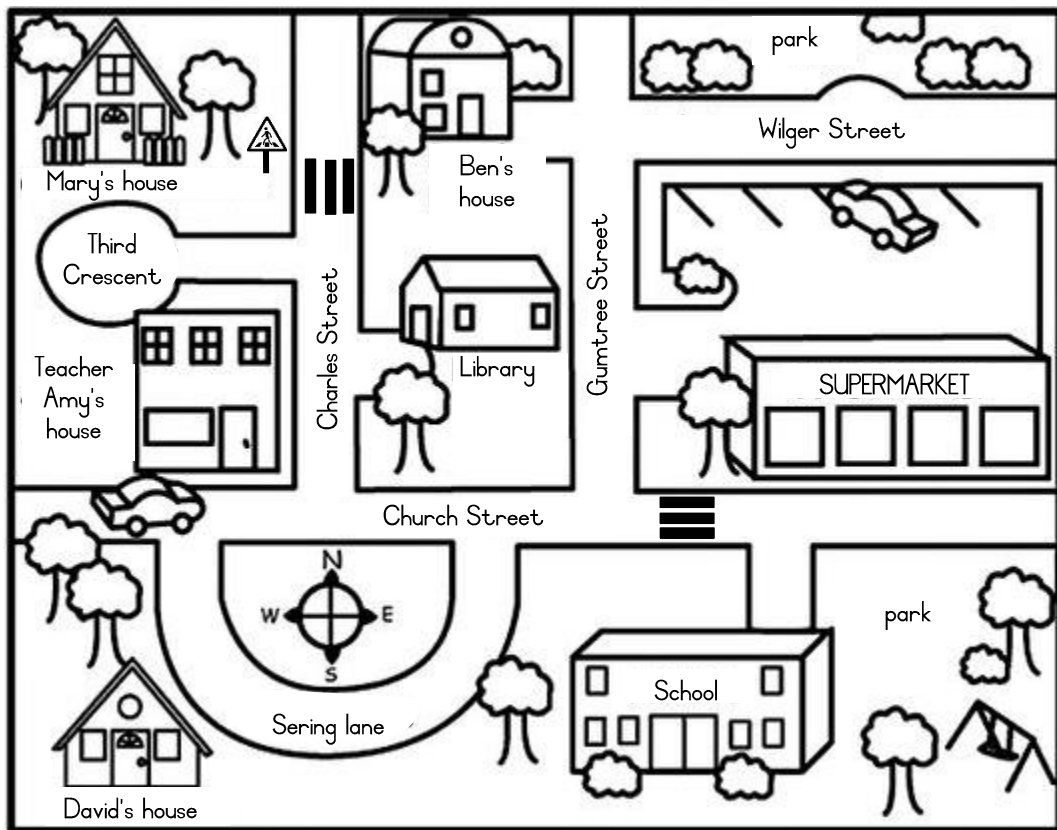 park
Wilger Street
Mary's house
Ben's
house
Third
Crescent
Charles Street
Gumtree Street
Teacher
Amy's
house
Library
SUPERMARKET
Church Street
N
W
E
S
park
School
Sering lane
David's house